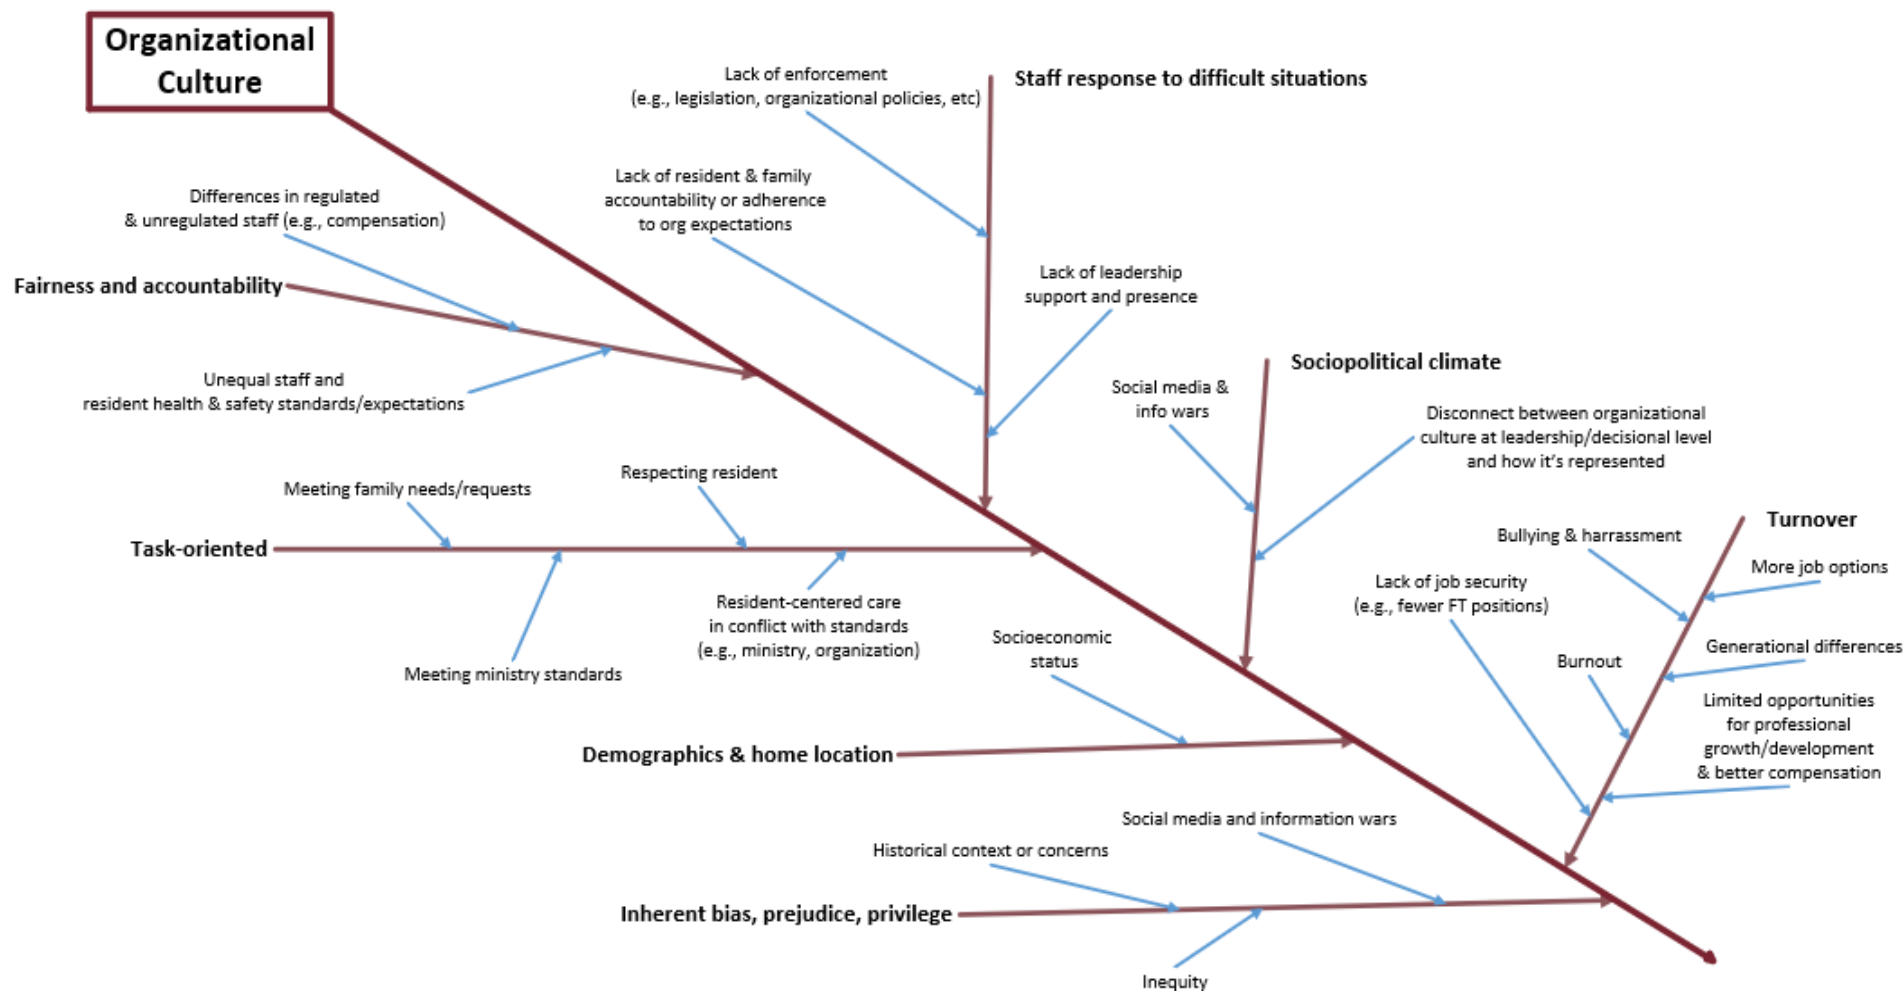 Organizational
Culture
Lack of enforcement
(e.g., legislation, organizational policies, etc)
Staff response to difficult situations
Lack of resident & family
accountability or adherence
to org expectations
Differences in regulated
& unregulated staff (e.g., compensation)
Lack of leadership
support and presence
Fairness and accountability
Unequal staff and
resident health & safety standards/expectations
Sociopolitical climate
Social media &
info wars
Disconnect between organizational
culture at leadership/decisional level
and how it's represented
Respecting resident
Meeting family needs/requests
Task-oriented
Resident-centered care
in conflict with standards
(e.g., ministry, organization)
Meeting ministry standards
Turnover
Bullying & harrassment
More job options
Lack of job security
(e.g., fewer FT positions)
Generational differences
Burnout
Limited opportunities
for professional
growth/development
& better compensation
Socioeconomic
status
Demographics & home location
Social media and information wars
Historical context or concerns
Inherent bias, prejudice, privilege
Inequity